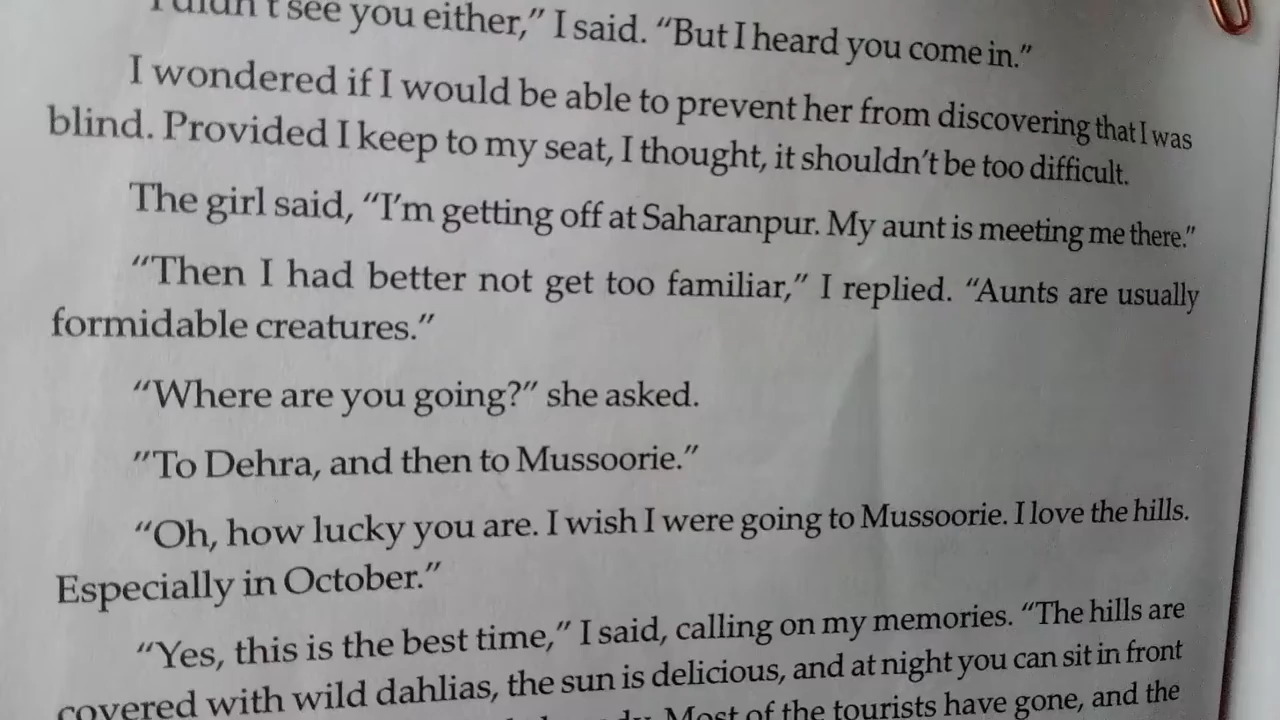 I didn't see you either,” I said. “But I heard you come in.”
I wondered if I would be able to prevent her from discovering that I was
blind. Provided I keep to my seat, I thought, it shouldn't be too difficult.
The girl said, “I'm getting off at Saharanpur. My aunt is meeting me there.”
“Then I had better not get too familiar,” I replied. “Aunts are usually
formidable creatures.”
“Where are you going?” she asked.
“To Dehra, and then to Mussoorie.”
“Oh, how lucky you are. I wish I were going to Mussoorie. I love the hills.
Especially in October.”
“Yes, this is the best time,” I said, calling on my memories. “The hills are
covered with wild dahlias, the sun is delicious, and at night you can sit in front
Most of the tourists have gone, and the